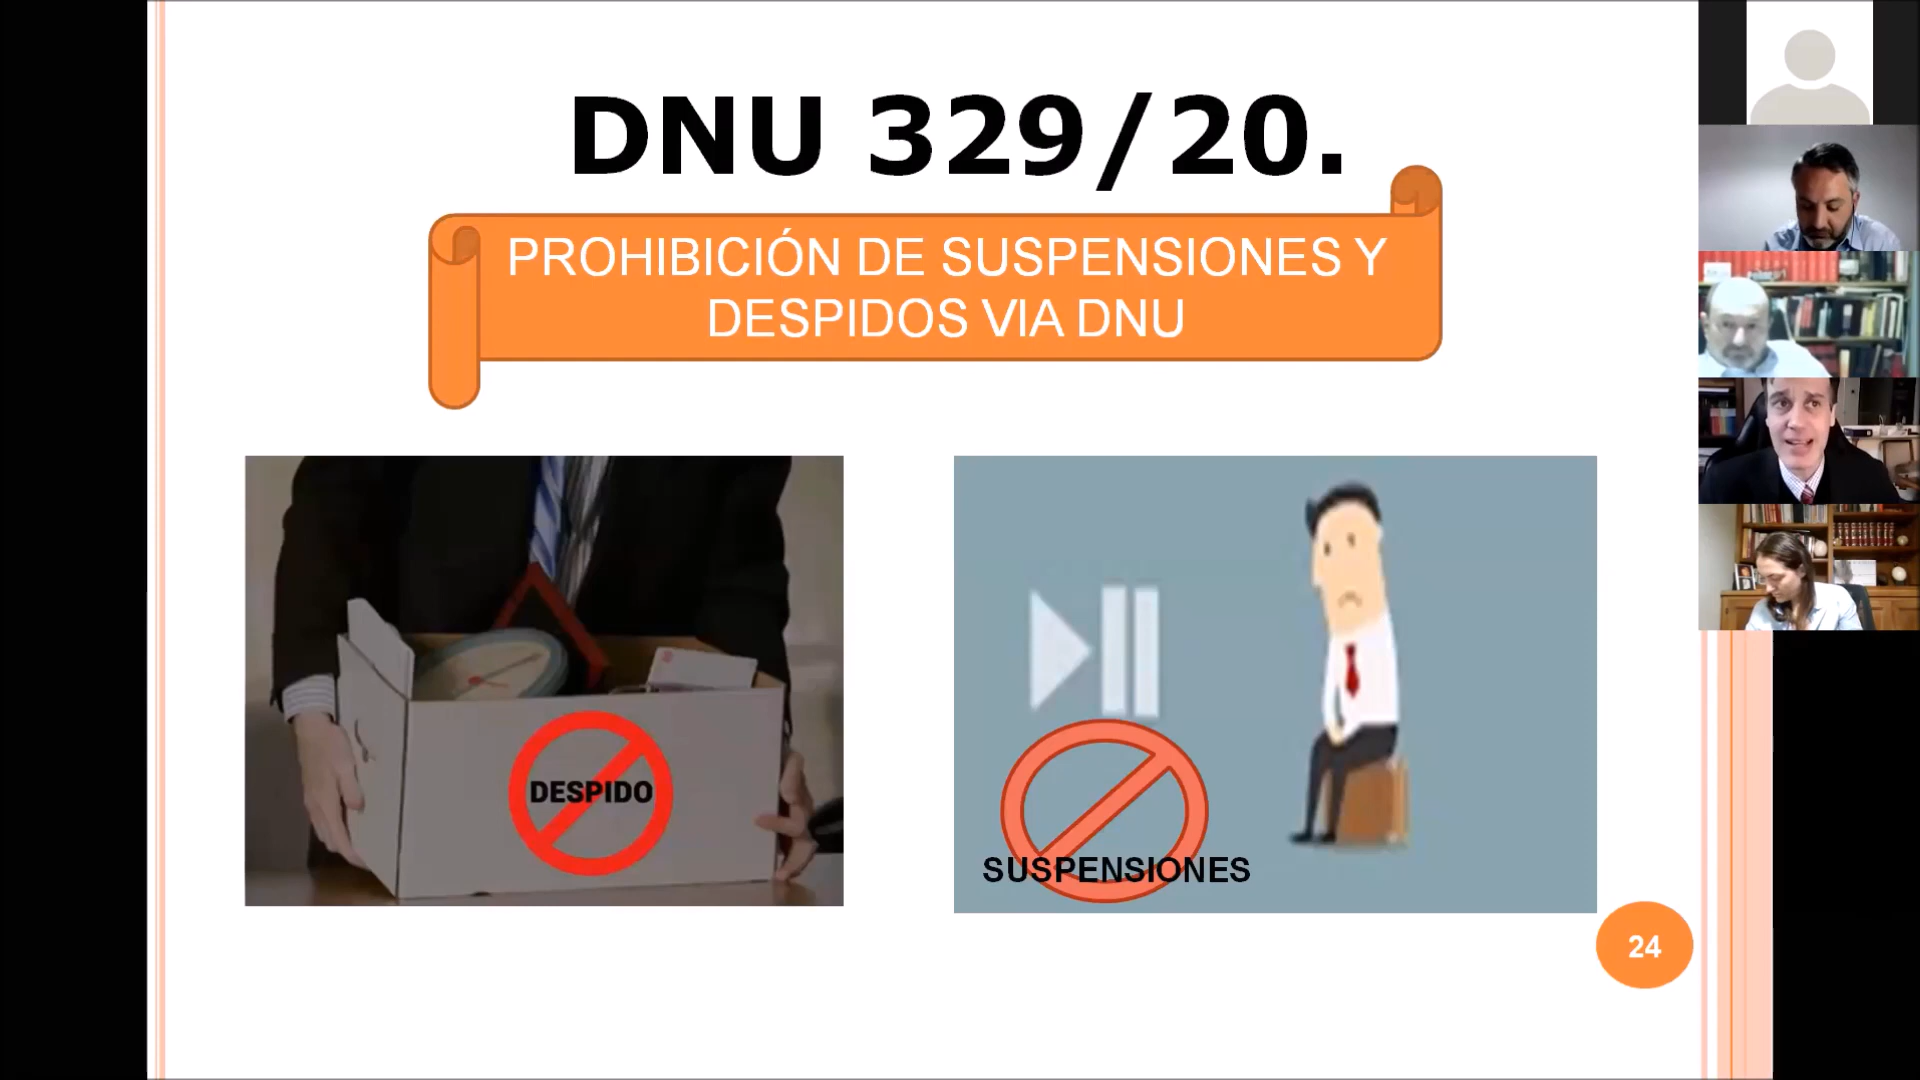 DNU 329/20.
PROHIBICIÓN DE SUSPENSIONES Y
DESPIDOS VIA DNU
DESPIDO
SUSPENSIONES
24